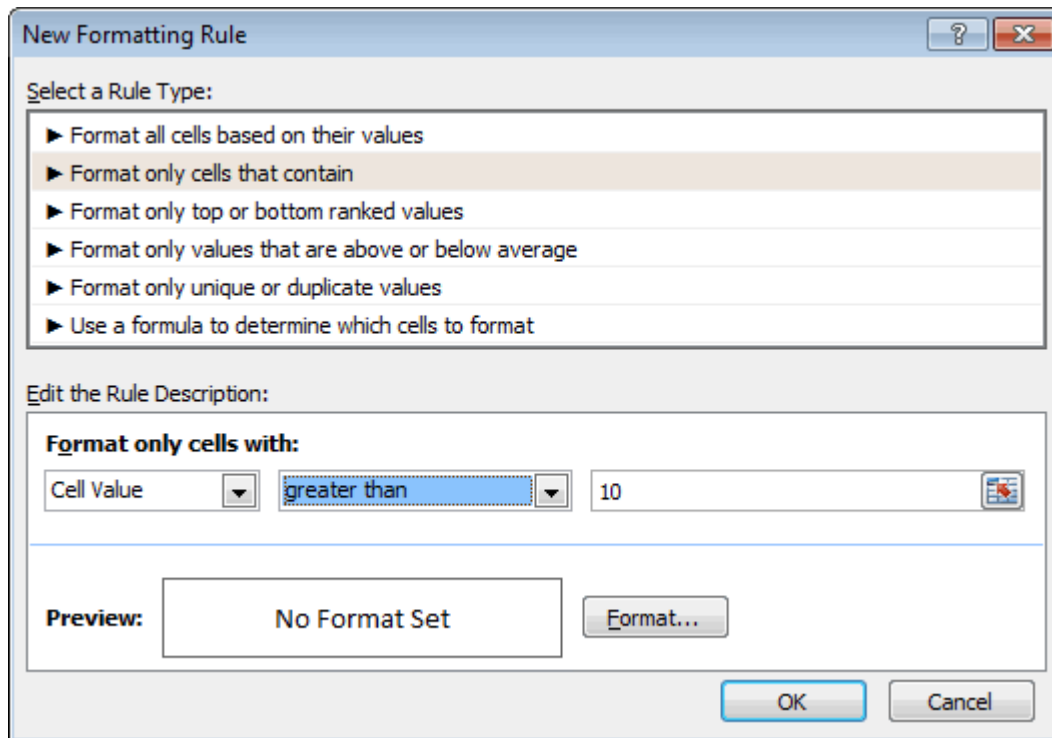 New Formatting Rule
Select a Rule Type:
► Format all cells based on their values
► Format only cells that contain
► Format only top or bottom ranked values
► Format only values that are above or below average
► Format only unique or duplicate values
► Use a formula to determine which cells to format
Edit the Rule Description:
Format only cells with:
Cell Value greater than 10
Preview: No Format Set Format...
OK Cancel